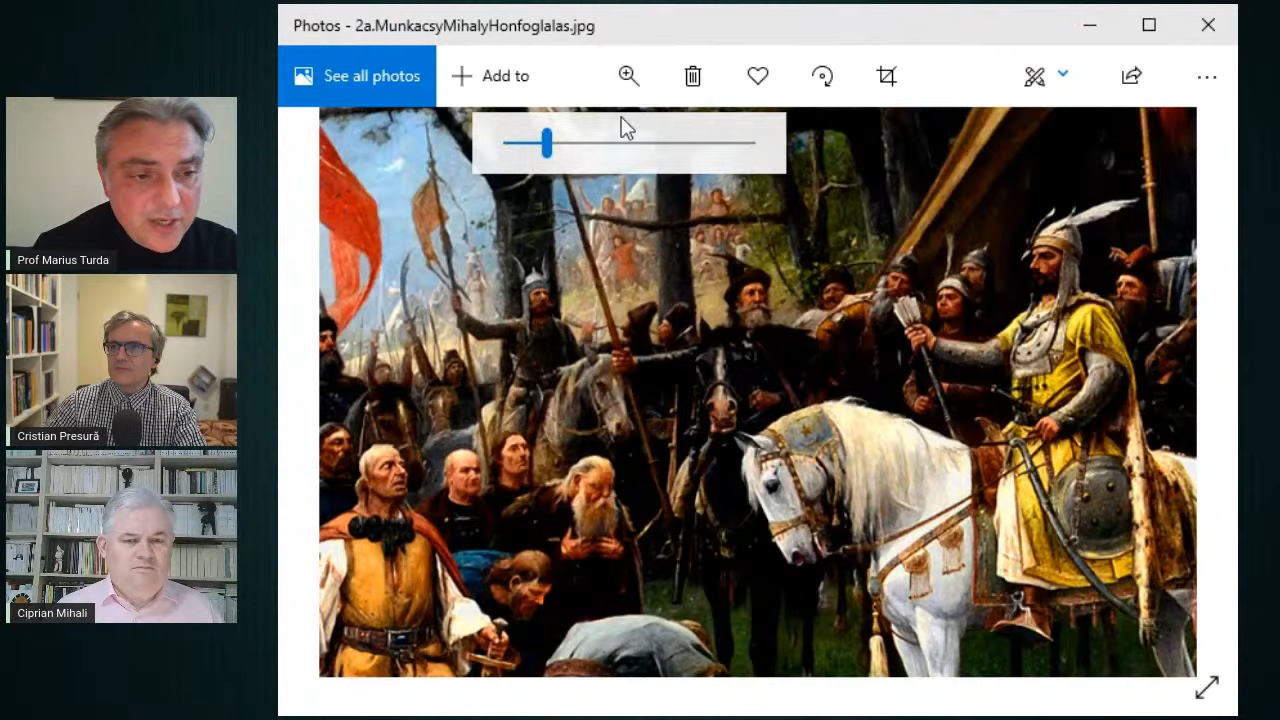 Photos - 2a.MunkacsyMihalyHonfoglalas.jpg
See all photos
Add to
Prof Marius Turda
Cristian Presură
Ciprian Mihali